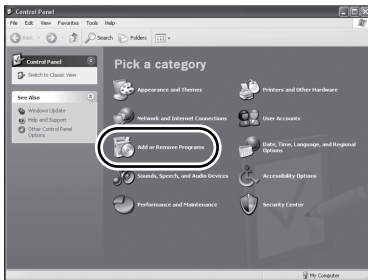 Control Panel
File Edit View Favorites Tools Help
Back Search Folders
Control Panel
Switch to Classic View
See Also
Windows Update
Help and Support
Other Control Panel
Options
Pick a category
Appearance and Themes
Printers and Other Hardware
Network and Internet Connections
User Accounts
Add or Remove Programs
Date, Time, Language, and Regional
Options
Sounds, Speech, and Audio Devices
Accessibility Options
Performance and Maintenance
Security Center
My Computer